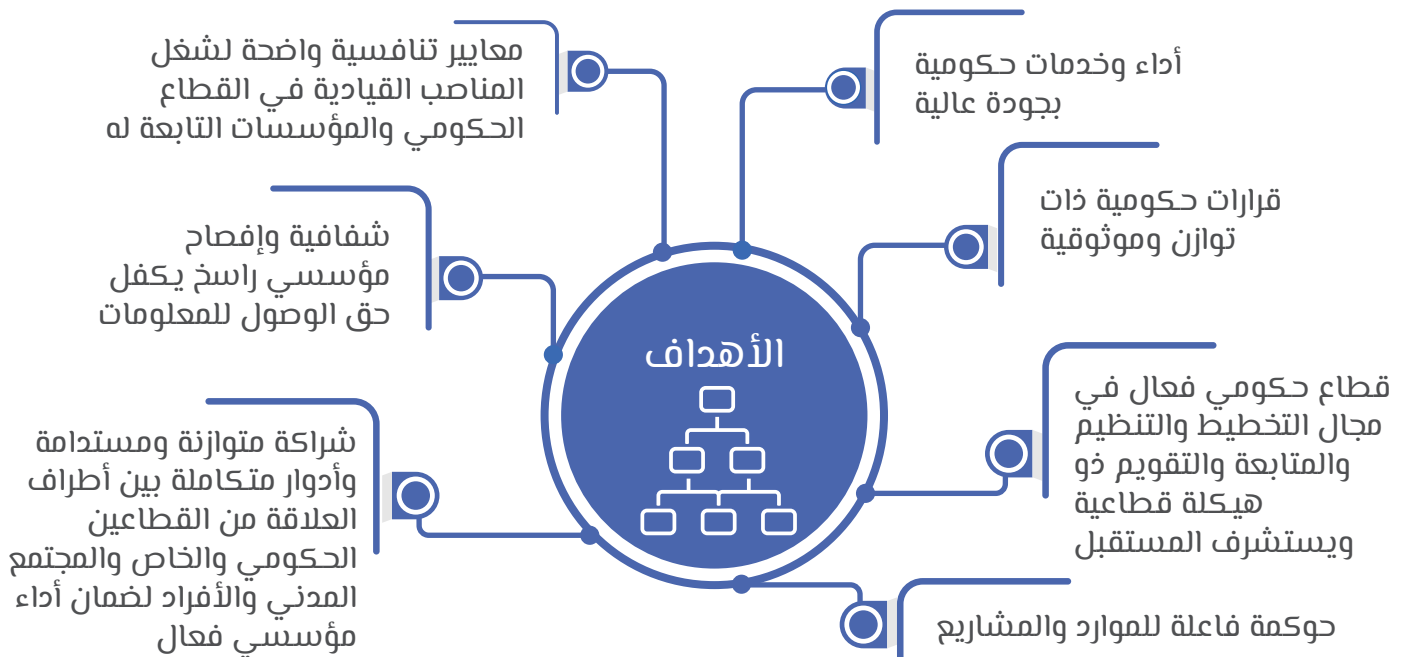 الأهداف
أداء وخدمات حكومية
بجودة عالية
قرارات حكومية ذات
توازن وموثوقية
قطاع حكومي فعال في
مجال التخطيط والتنظيم
والمتابعة والتقويم ذو
هيكلة قطاعية
ويستشرف المستقبل
حوكمة فاعلة للموارد والمشاريع
معايير تنافسية واضحة لشغل
المناصب القيادية في القطاع
الحكومي والمؤسسات التابعة له
شفافية وإفصاح
مؤسسي راسخ يكفل
حق الوصول للمعلومات
شراكة متوازنة ومستدامة
وأدوار متكاملة بين أطراف
العلاقة من القطاعين
الحكومي والخاص والمجتمع
المدني والأفراد لضمان أداء
مؤسسي فعال